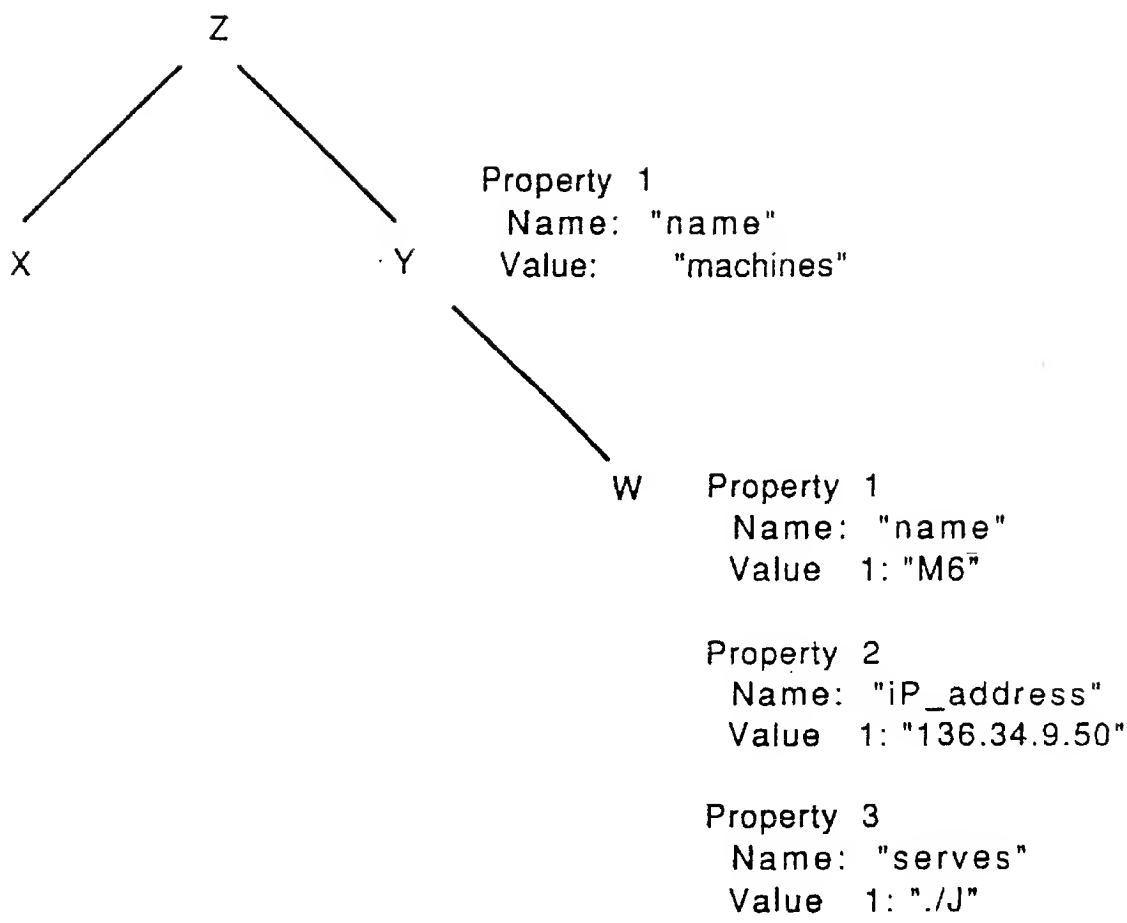 Z
Property 1
Name: "name"
X
Y
Value: "machines"
W
Property 1
Name: "name"
Value 1: "M6"
Property 2
Name: "iP_address"
Value 1: "136.34.9.50"
Property 3
Name: "serves"
Value 1: "./J"